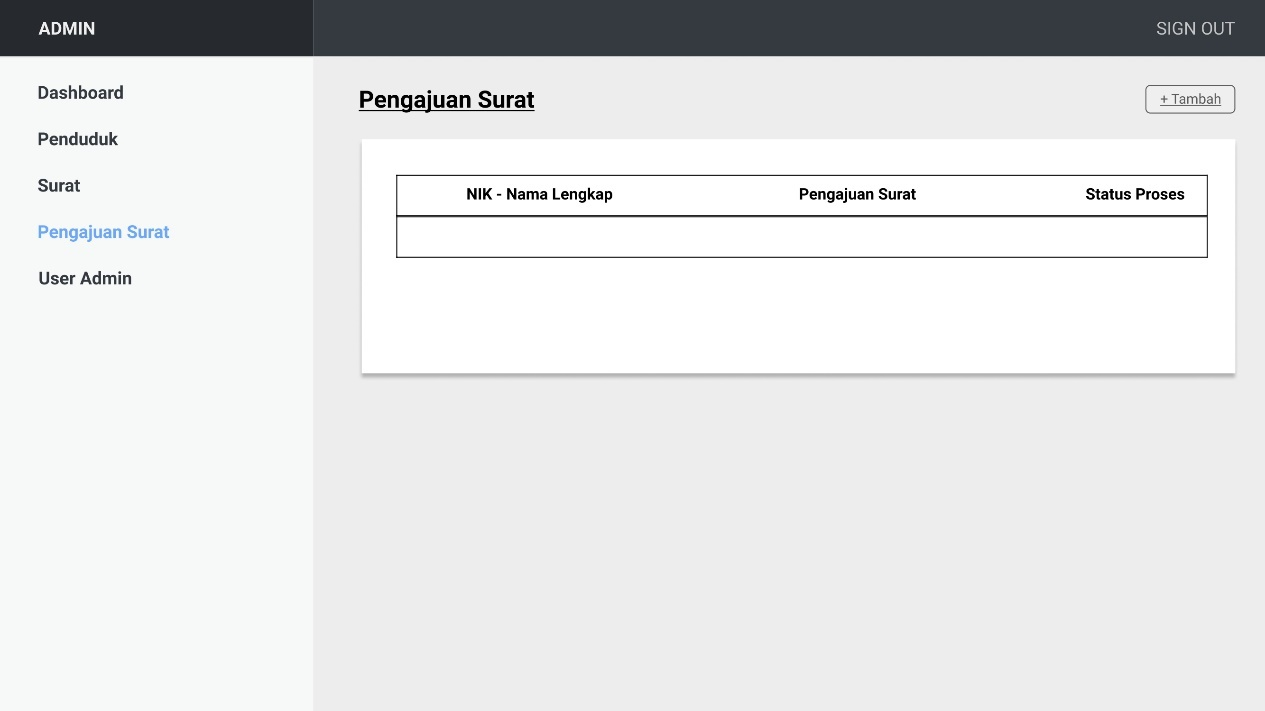 ADMIN
SIGN OUT
Dashboard
Penduduk
Surat
Pengajuan Surat
User Admin
Pengajuan Surat
+ Tambah
NIK - Nama Lengkap
Pengajuan Surat
Status Proses